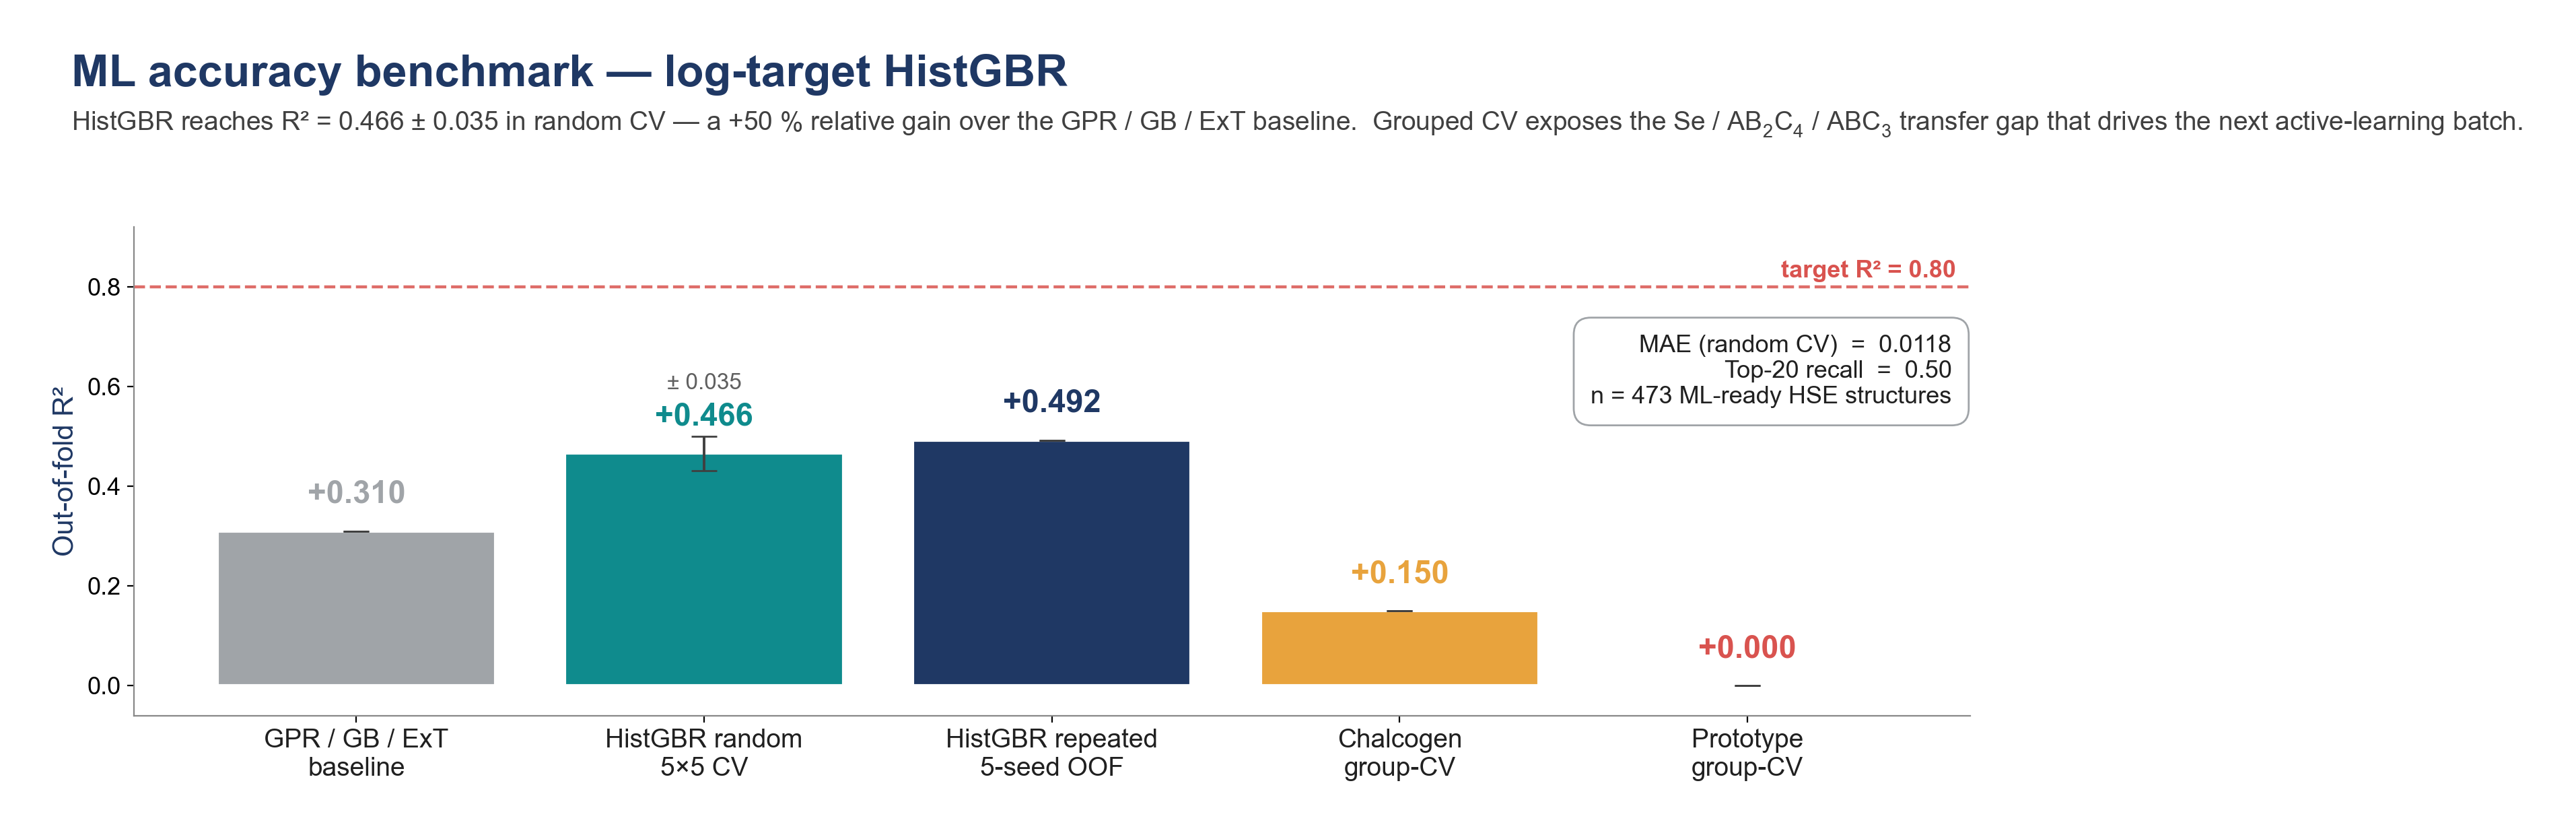 ML accuracy benchmark — log-target HistGBR
HistGBR reaches R² = 0.466 ± 0.035 in random CV — a +50 % relative gain over the GPR / GB / ExT baseline.  Grouped CV exposes the Se / AB₂C₄ / ABC₃ transfer gap that drives the next active-learning batch.
target R² = 0.80
MAE (random CV)  =  0.0118
Top-20 recall  =  0.50
n = 473 ML-ready HSE structures
Out-of-fold R²
0.8
0.6
0.4
0.2
0.0
+0.310
± 0.035
+0.466
+0.492
+0.150
+0.000
GPR / GB / ExT
baseline
HistGBR random
5×5 CV
HistGBR repeated
5-seed OOF
Chalcogen
group-CV
Prototype
group-CV